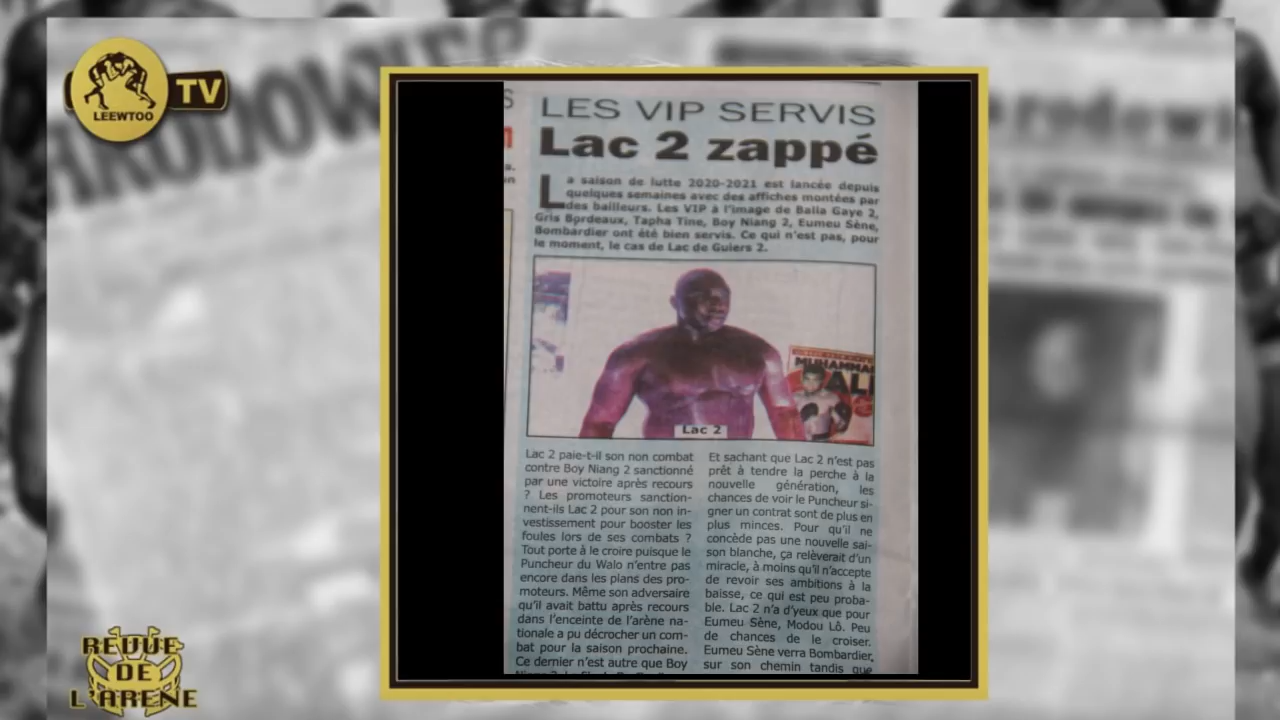 LEEWTOO
TV
LES VIP SERVIS
Lac 2 zappé
La saison de lutte 2020-2021 est lancée depuis
quelques semaines avec des affiches montées par
des bailleurs. Les VIP à l'image de Balla Gaye 2,
Gris Bordeaux, Tapha Tine, Boy Niang 2, Eumeu Sène,
Bombardier ont été bien servis. Ce qui n'est pas, pour
le moment, le cas de Lac de Guiers 2.
MUHAMMAD
ALI
Lac 2
Lac 2 paie-t-il son non combat
contre Boy Niang 2 sanctionné
par une victoire après recours
? Les promoteurs sanction-
nent-ils Lac 2 pour son non in-
vestissement pour booster les
foules lors de ses combats ?
Tout porte à le croire puisque le
Puncheur du Walo n'entre pas
encore dans les plans des pro-
moteurs. Même son adversaire
qu'il avait battu après recours
dans l'enceinte de l'arène na-
tionale a pu décrocher un com-
bat pour la saison prochaine.
Ce dernier n'est autre que Boy
Et sachant que Lac 2 n'est pas
prêt à tendre la perche à la
nouvelle génération, les
chances de voir le Puncheur si-
gner un contrat sont de plus en
plus minces. Pour qu'il ne
concède pas une nouvelle sai-
son blanche, ça relèverait d'un
miracle, à moins qu'il n'accepte
de revoir ses ambitions à la
baisse, ce qui est peu proba-
ble. Lac 2 n'a d'yeux que pour
Eumeu Sène, Modou Lô. Peu
de chances de le croiser.
Eumeu Sène verra Bombardier,
sur son chemin tandis que
REVUE
DE
L'ARENE